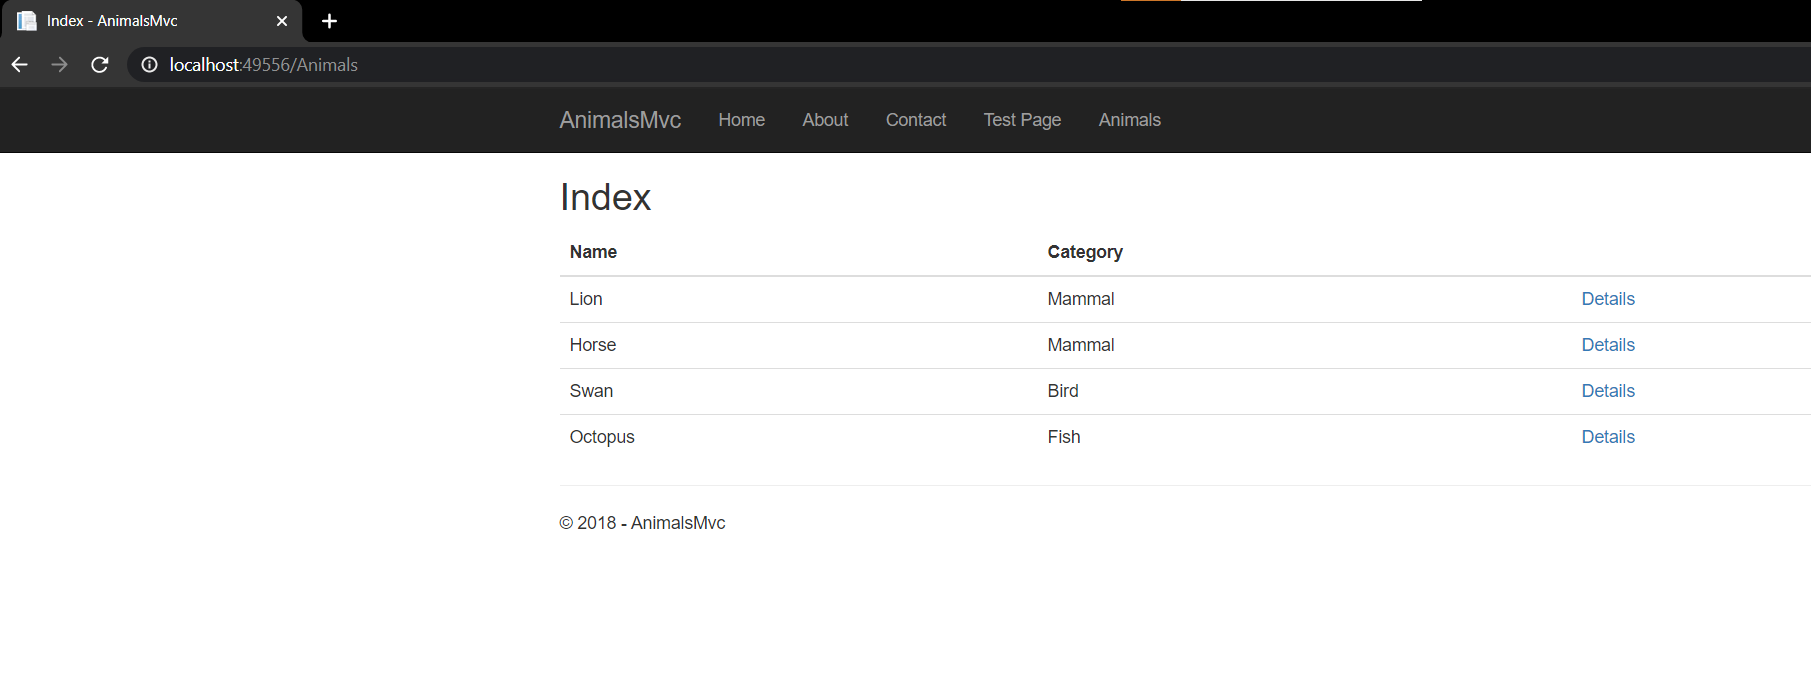 Index - AnimalsMvc
localhost:49556/Animals
AnimalsMvc Home About Contact Test Page Animals
Index
Name Category
Lion Mammal Details
Horse Mammal Details
Swan Bird Details
Octopus Fish Details
© 2018 - AnimalsMvc